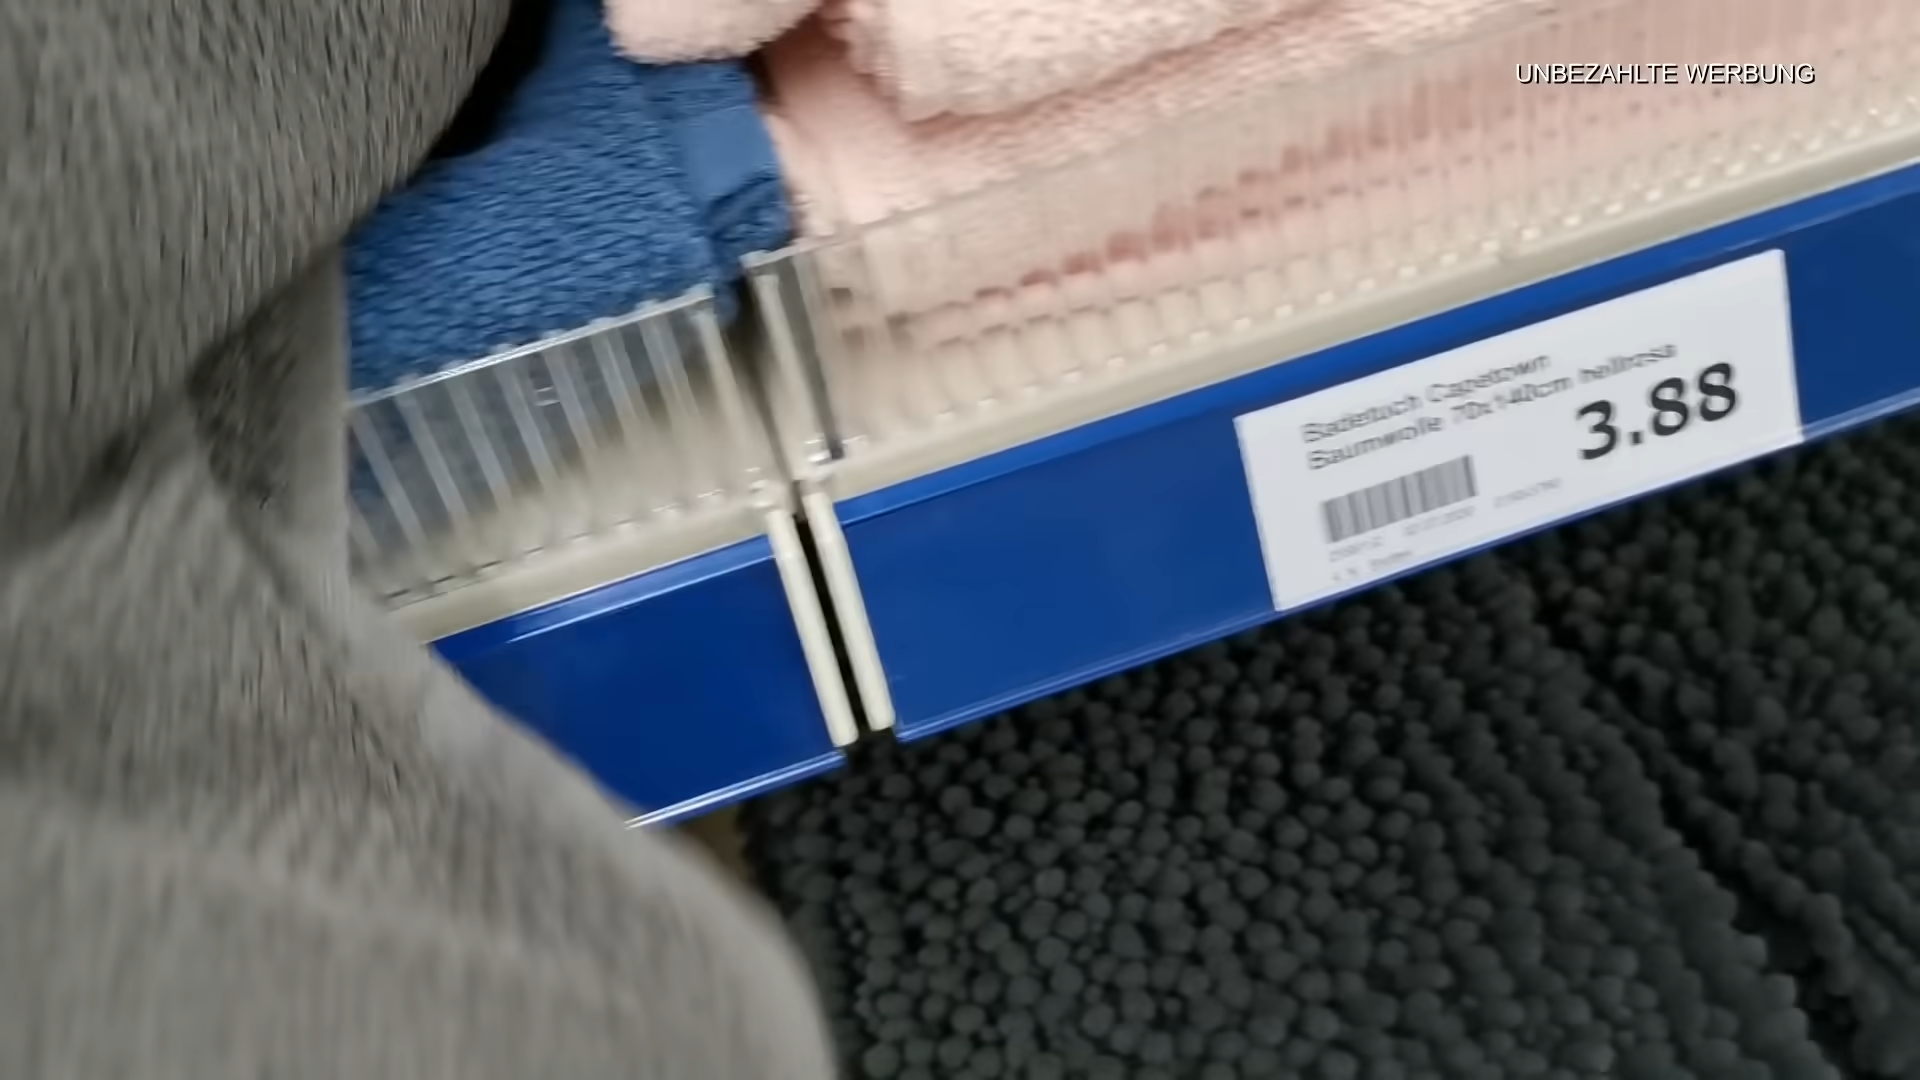 UNBEZAHLTE WERBUNG
Badetuch Capetown
Baumwolle 70x140cm hellrosa
3.88